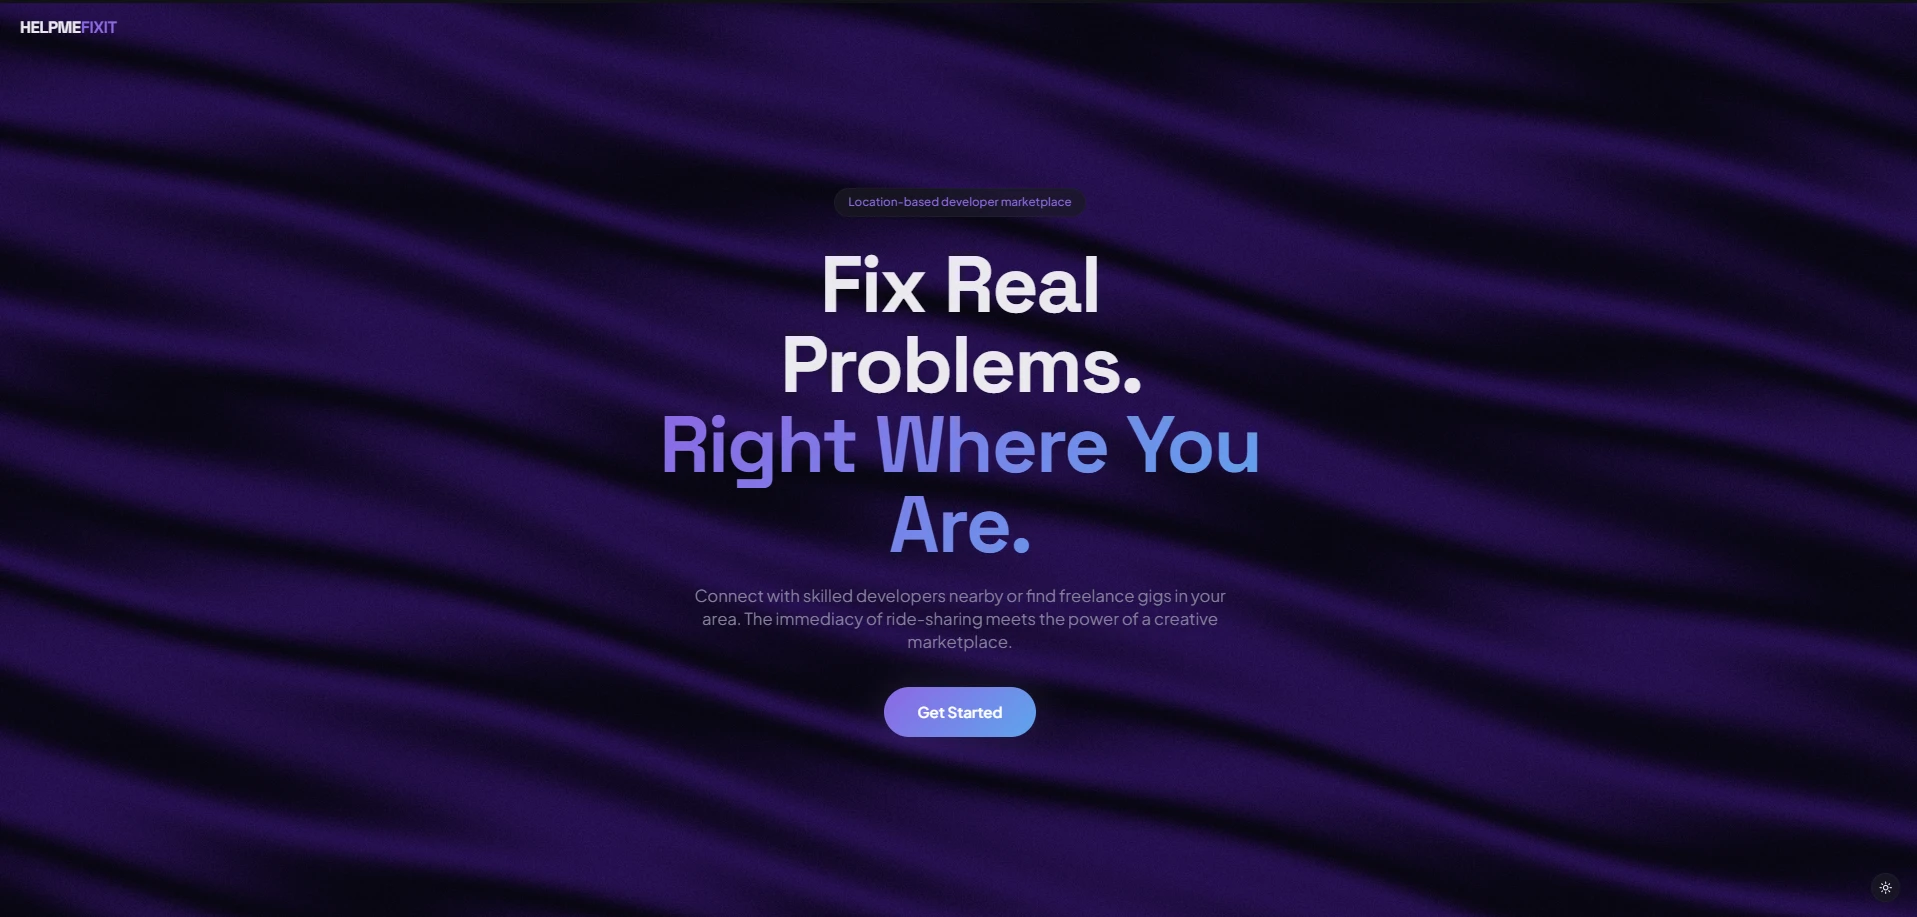 HELPMEFIXIT
Location-based developer marketplace
Fix Real
Problems.
Right Where You
Are.
Connect with skilled developers nearby or find freelance gigs in your
area. The immediacy of ride-sharing meets the power of a creative
marketplace.
Get Started